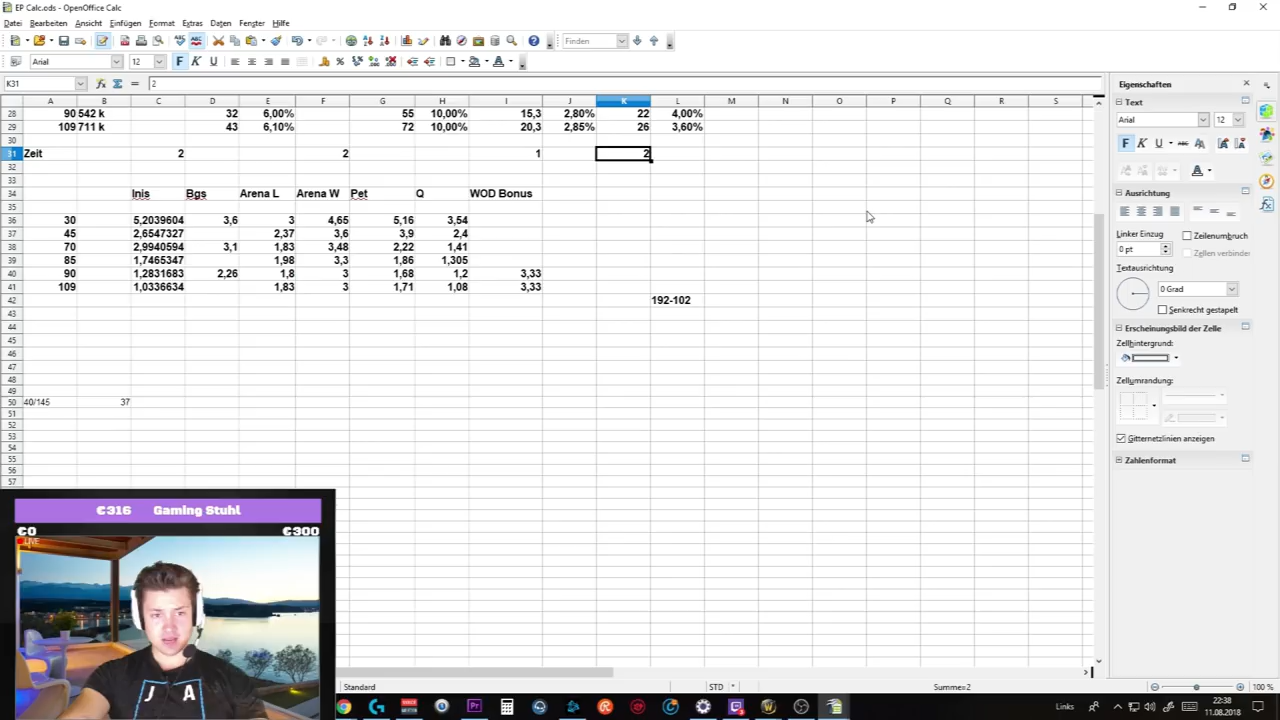 EP Calc.ods - OpenOffice Calc
Datei Bearbeiten Ansicht Einfügen Format Extras Daten Fenster Hilfe
Finden
Arial 12 F K U
K31 2
A B C D E F G H I J K L M N O P Q R S
28 90 542 k 32 6,00% 55 10,00% 15,3 2,80% 22 4,00%
29 109 711 k 43 6,10% 72 10,00% 20,3 2,85% 26 3,60%
30
31 Zeit 2 2 1 2
32
33
34 Inis Bgs Arena L Arena W Pet Q WOD Bonus
35
36 30 5,2039604 3,6 3 4,65 5,16 3,54
37 45 2,6547327 2,37 3,6 3,9 2,4
38 70 2,9940594 3,1 1,83 3,48 2,22 1,41
39 85 1,7465347 1,98 3,3 1,86 1,305
40 90 1,2831683 2,26 1,8 3 1,68 1,2 3,33
41 109 1,0336634 1,83 3 1,71 1,08 3,33
42 192-102
43
44
45
46
47
48
49
50 40/145 37
51
52
53
54
55
56
57
Eigenschaften
Text
Arial 12
F K U
Ausrichtung
Linker Einzug
0 pt
Zeilenumbruch
Zellen verbinden
Textausrichtung
0 Grad
Senkrecht gestapelt
Erscheinungsbild der Zelle
Zellhintergrund:
Zellumrandung:
Gitternetzlinien anzeigen
Zahlenformat
€316 Gaming Stuhl
€0 €300
LIVE
J A
Standard STD * Summe=2 100 %
Links 22:38
11.08.2018